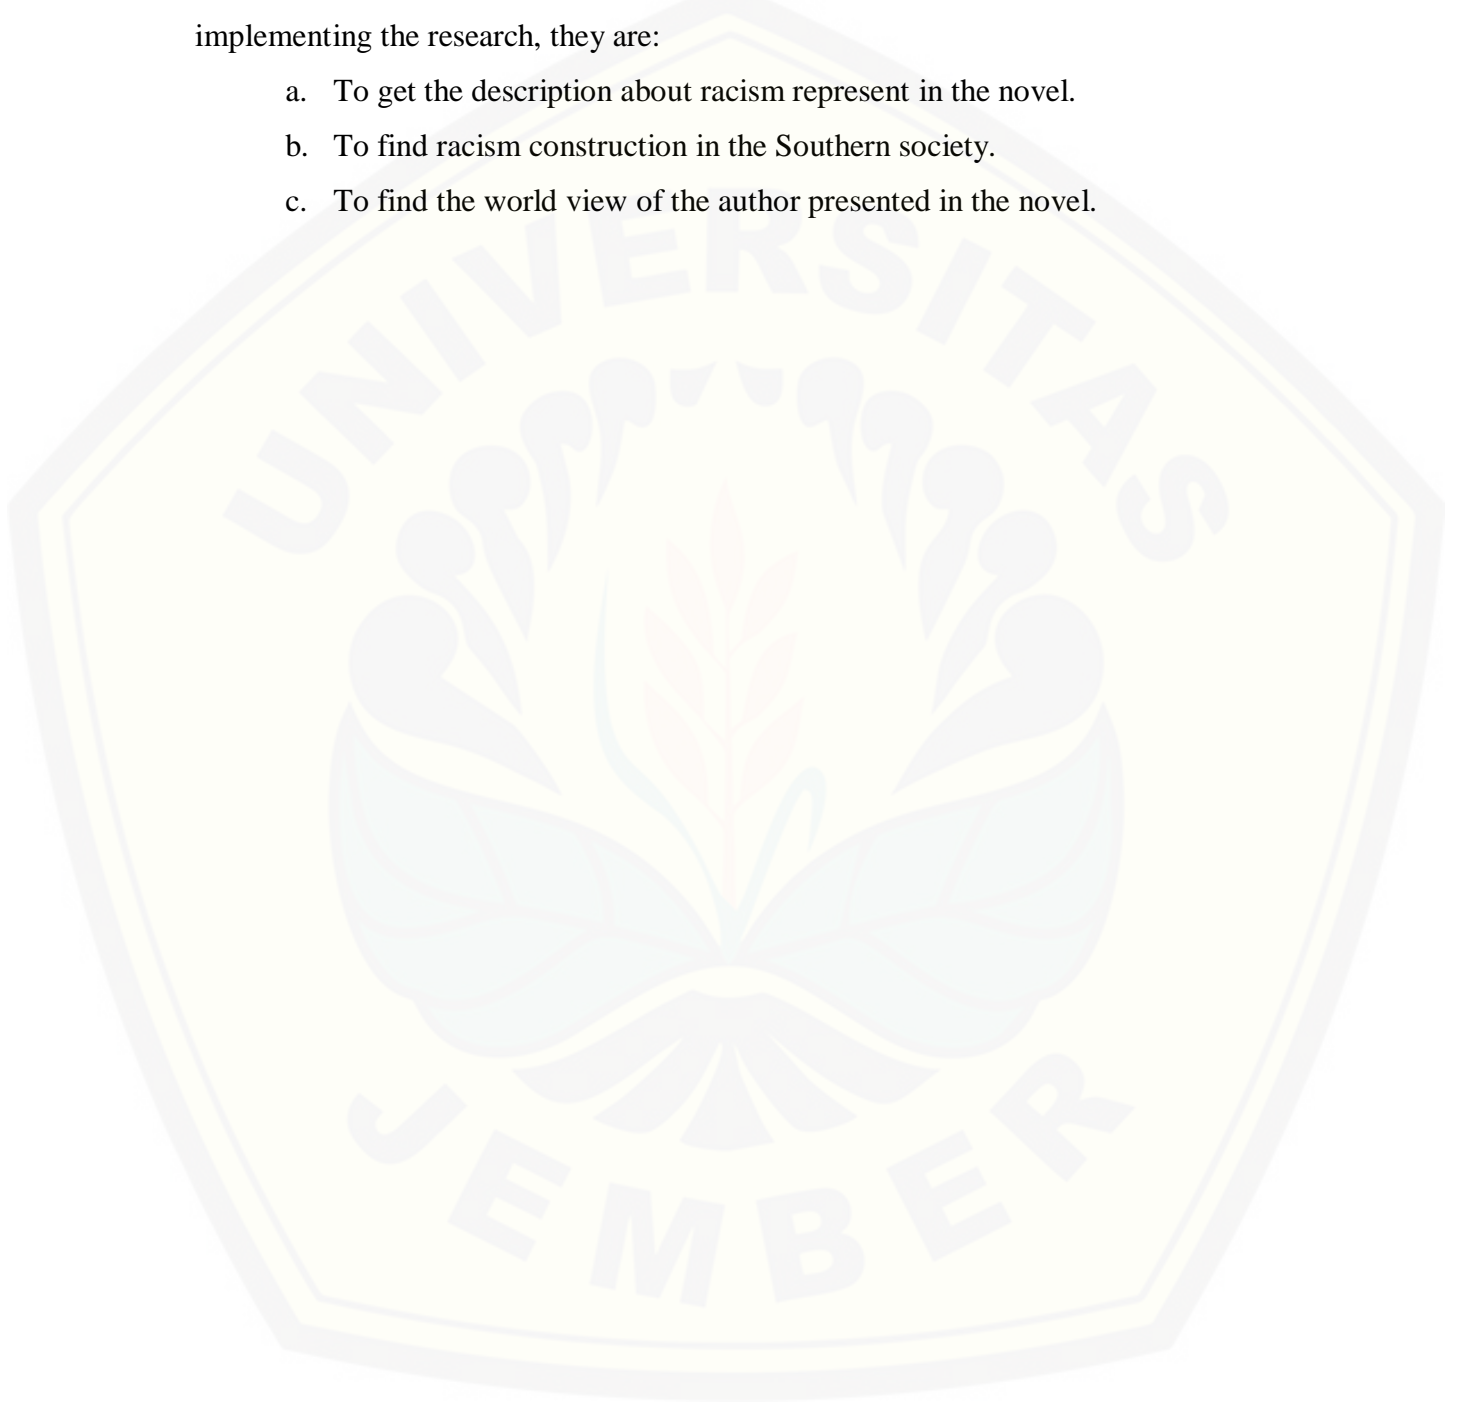 implementing the research, they are:
a. To get the description about racism represent in the novel.
b. To find racism construction in the Southern society.
c. To find the world view of the author presented in the novel.
UNIVERSITAS
JEMBER